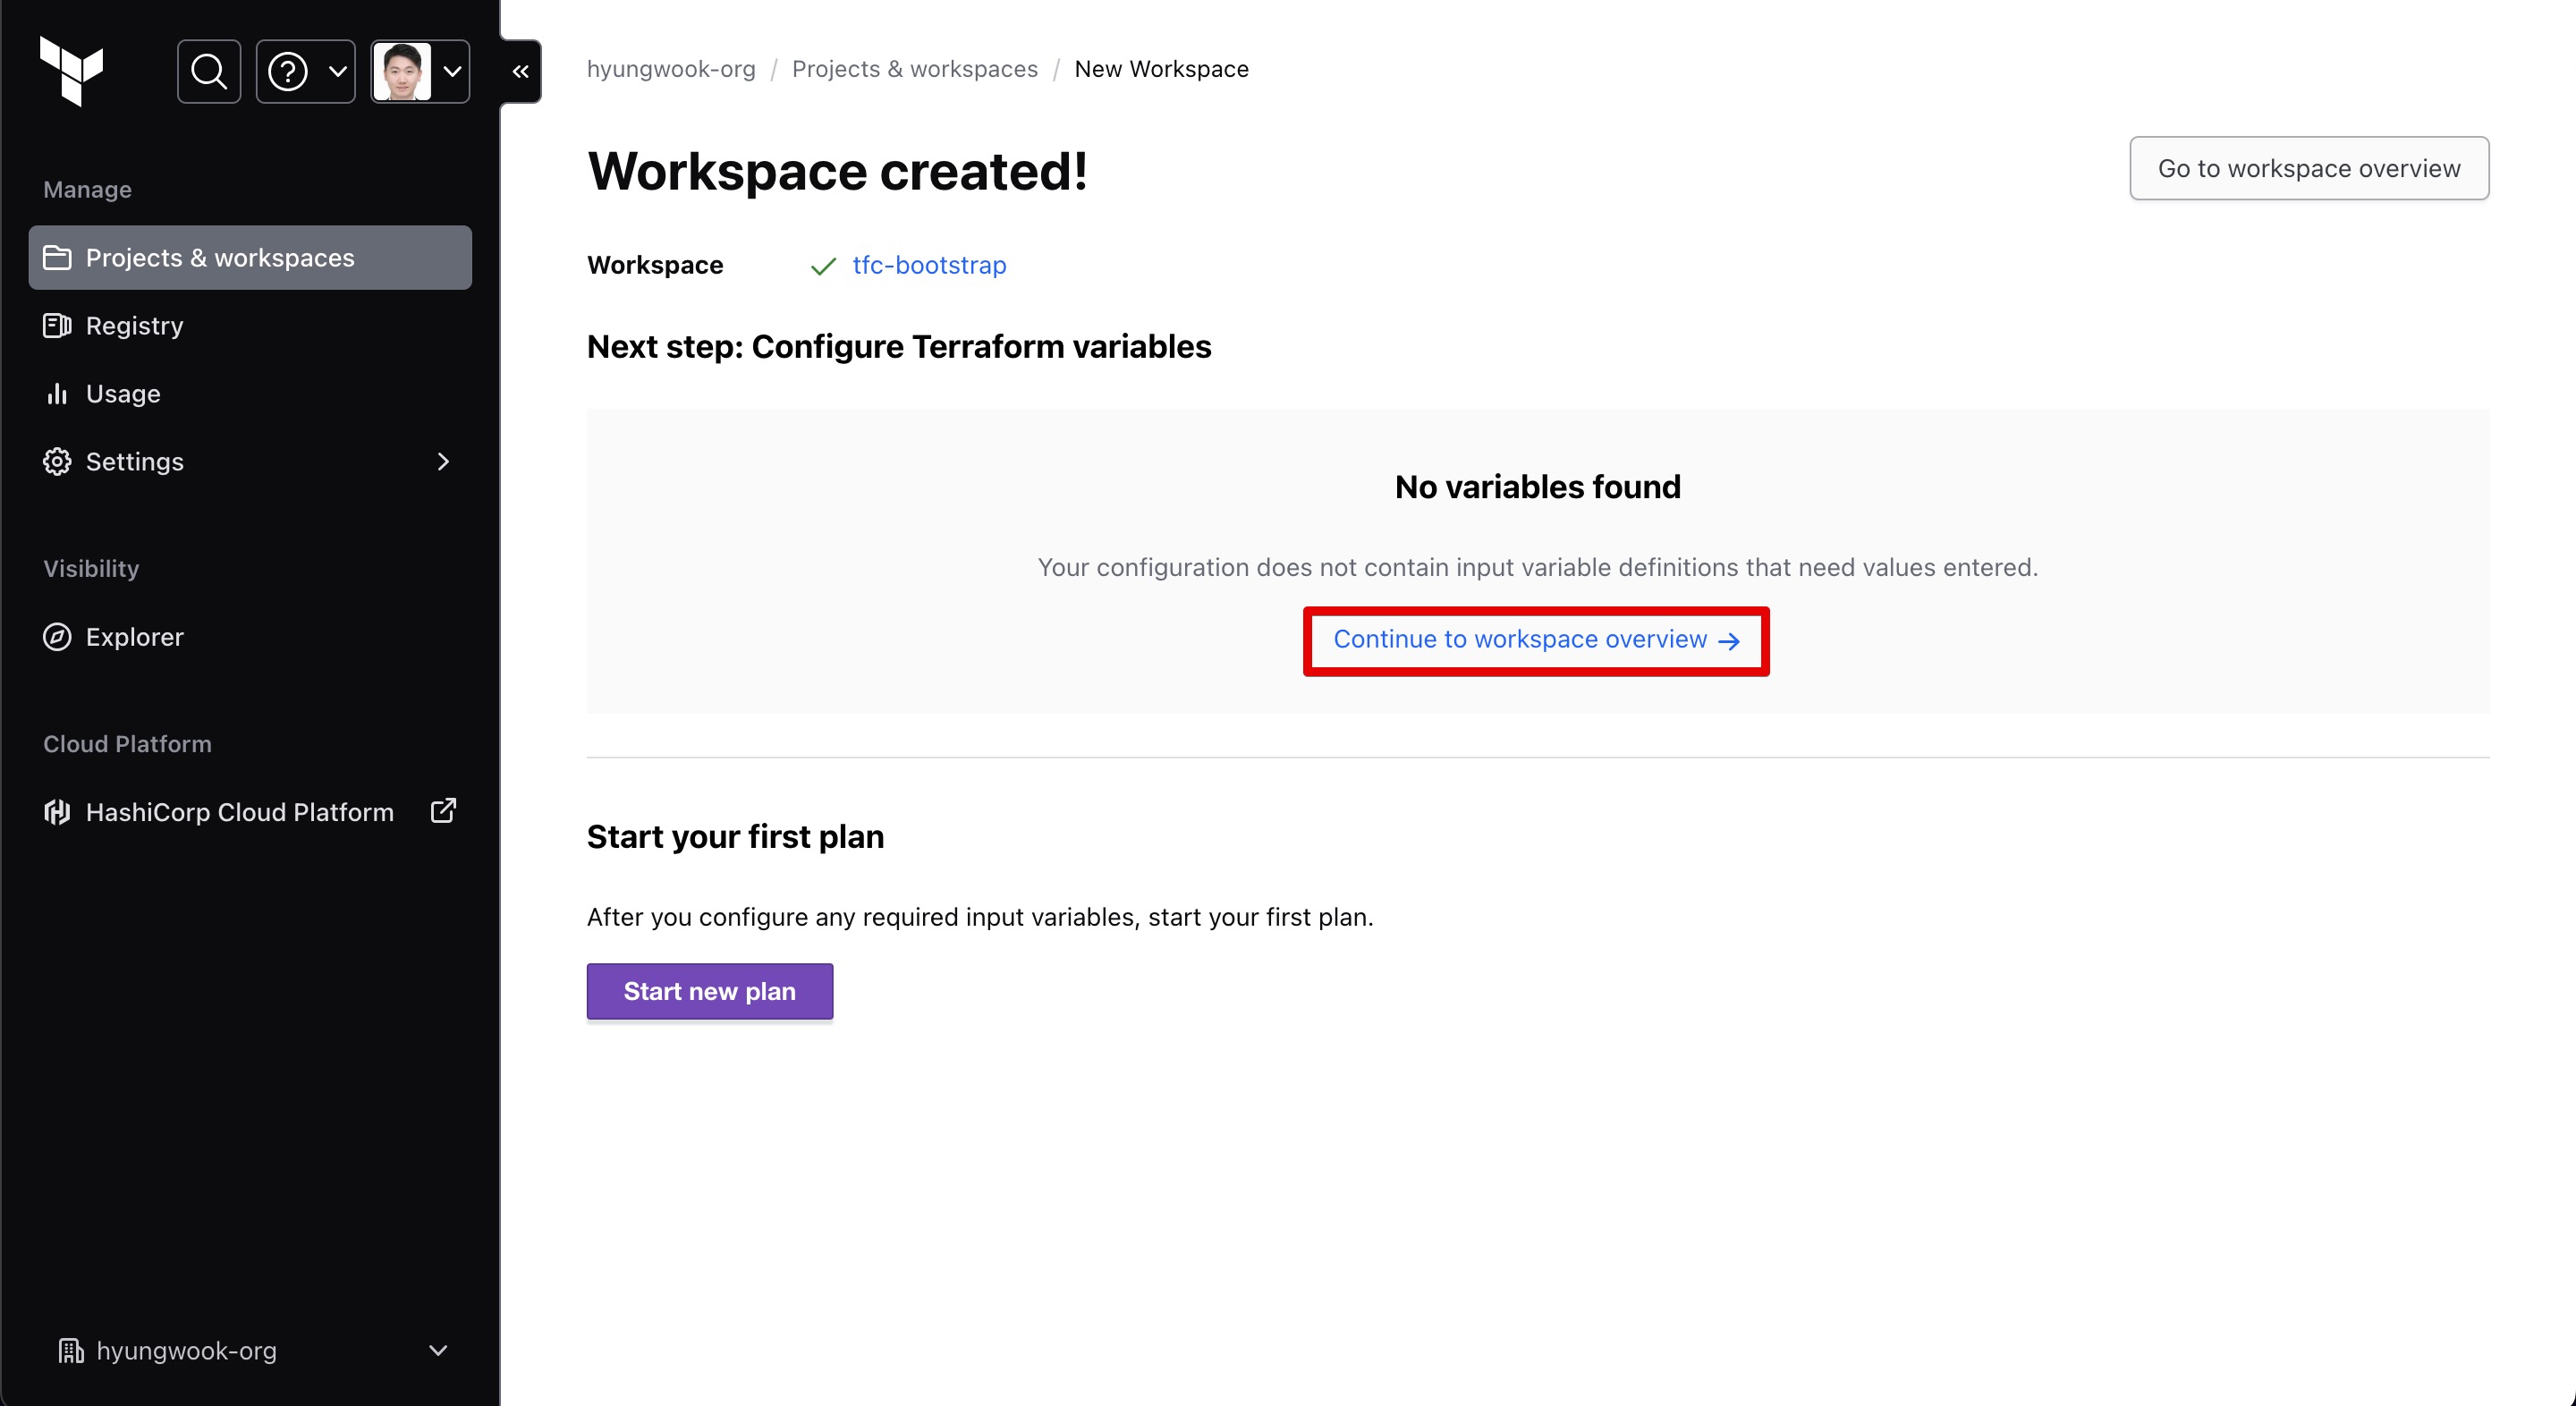 Manage
Projects & workspaces
Registry
Usage
Settings
Visibility
Explorer
Cloud Platform
HashiCorp Cloud Platform
hyungwook-org
hyungwook-org / Projects & workspaces / New Workspace
Workspace created!
Go to workspace overview
Workspace tfc-bootstrap
Next step: Configure Terraform variables
No variables found
Your configuration does not contain input variable definitions that need values entered.
Continue to workspace overview →
Start your first plan
After you configure any required input variables, start your first plan.
Start new plan